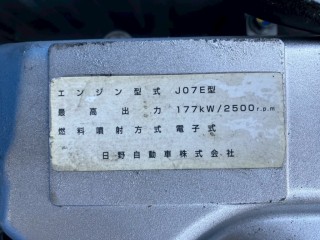 エンジン型式 J07E型
最高出力 177kW/2500r.p.m
燃料噴射方式 電子式
日野自動車株式会社